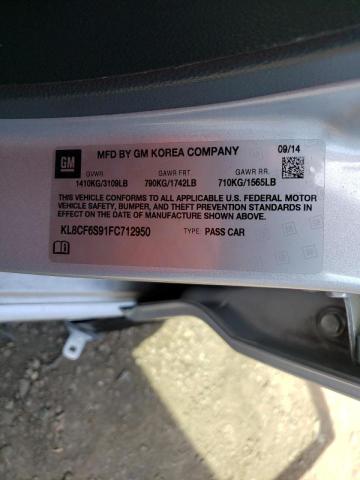 GM MFD BY GM KOREA COMPANY 09/14
GVWR GAWR FRT GAWR RR.
1410KG/3109LB 790KG/1742LB 710KG/1565LB
THIS VEHICLE CONFORMS TO ALL APPLICABLE U.S. FEDERAL MOTOR
VEHICLE SAFETY, BUMPER, AND THEFT PREVENTION STANDARDS IN
EFFECT ON THE DATE OF MANUFACTURE SHOWN ABOVE.
KL8CF6S91FC712950 TYPE: PASS CAR